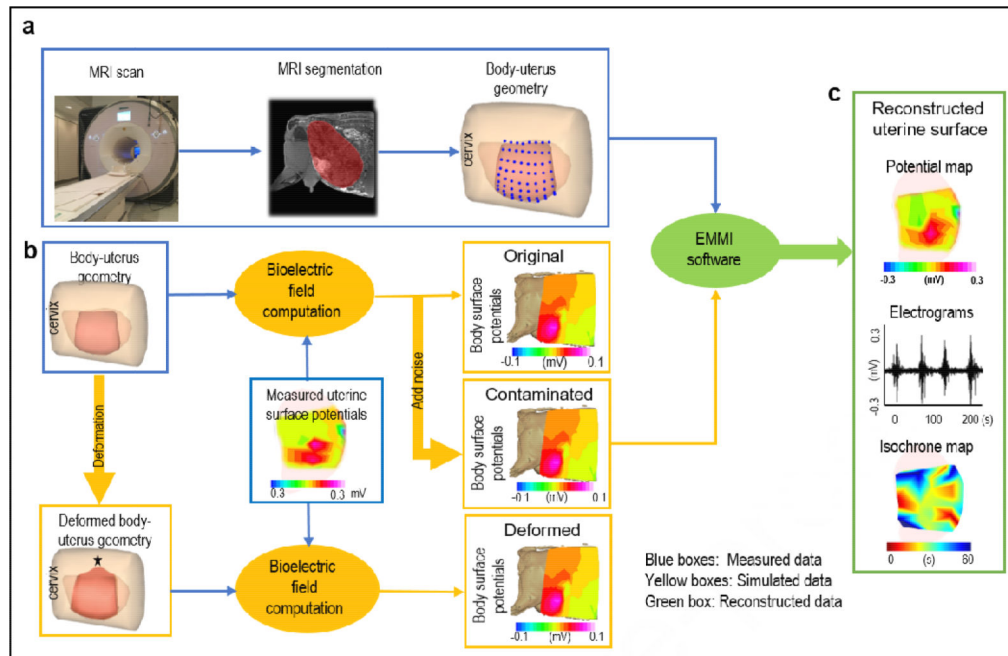 a
MRI scan
MRI segmentation
Body-uterus
geometry
cervix
b
Body-uterus
geometry
cervix
Deformation
Deformed body-
uterus geometry
★
cervix
Bioelectric
field
computation
Measured uterine
surface potentials
0.3
0.3
mV
Bioelectric
field
computation
Add noise
Original
Body surface
potentials
-0.1
(mV)
0.1
Contaminated
Body surface
potentials
-0.1
(mV)
0.1
Deformed
Body surface
potentials
-0.1
(mV)
0.1
EMMI
software
Blue boxes: Measured data
Yellow boxes: Simulated data
Green box: Reconstructed data
c
Reconstructed
uterine surface
Potential map
-0.3
(mV)
0.3
Electrograms
0.3
(mV)
-0.3
0
100
200 (s)
Isochrone map
0
(s)
60